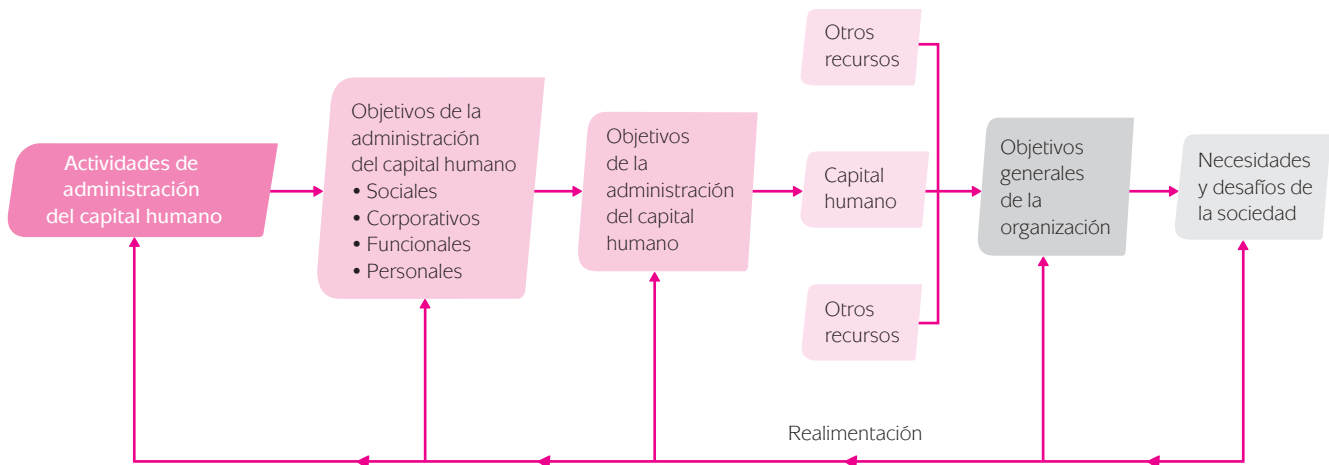 Actividades de
administración
del capital humano
Objetivos de la
administración
del capital humano
• Sociales
• Corporativos
• Funcionales
• Personales
Objetivos
de la
administración
del capital
humano
Otros
recursos
Capital
humano
Otros
recursos
Objetivos
generales
de la
organización
Necesidades
y desafíos de
la sociedad
Realimentación